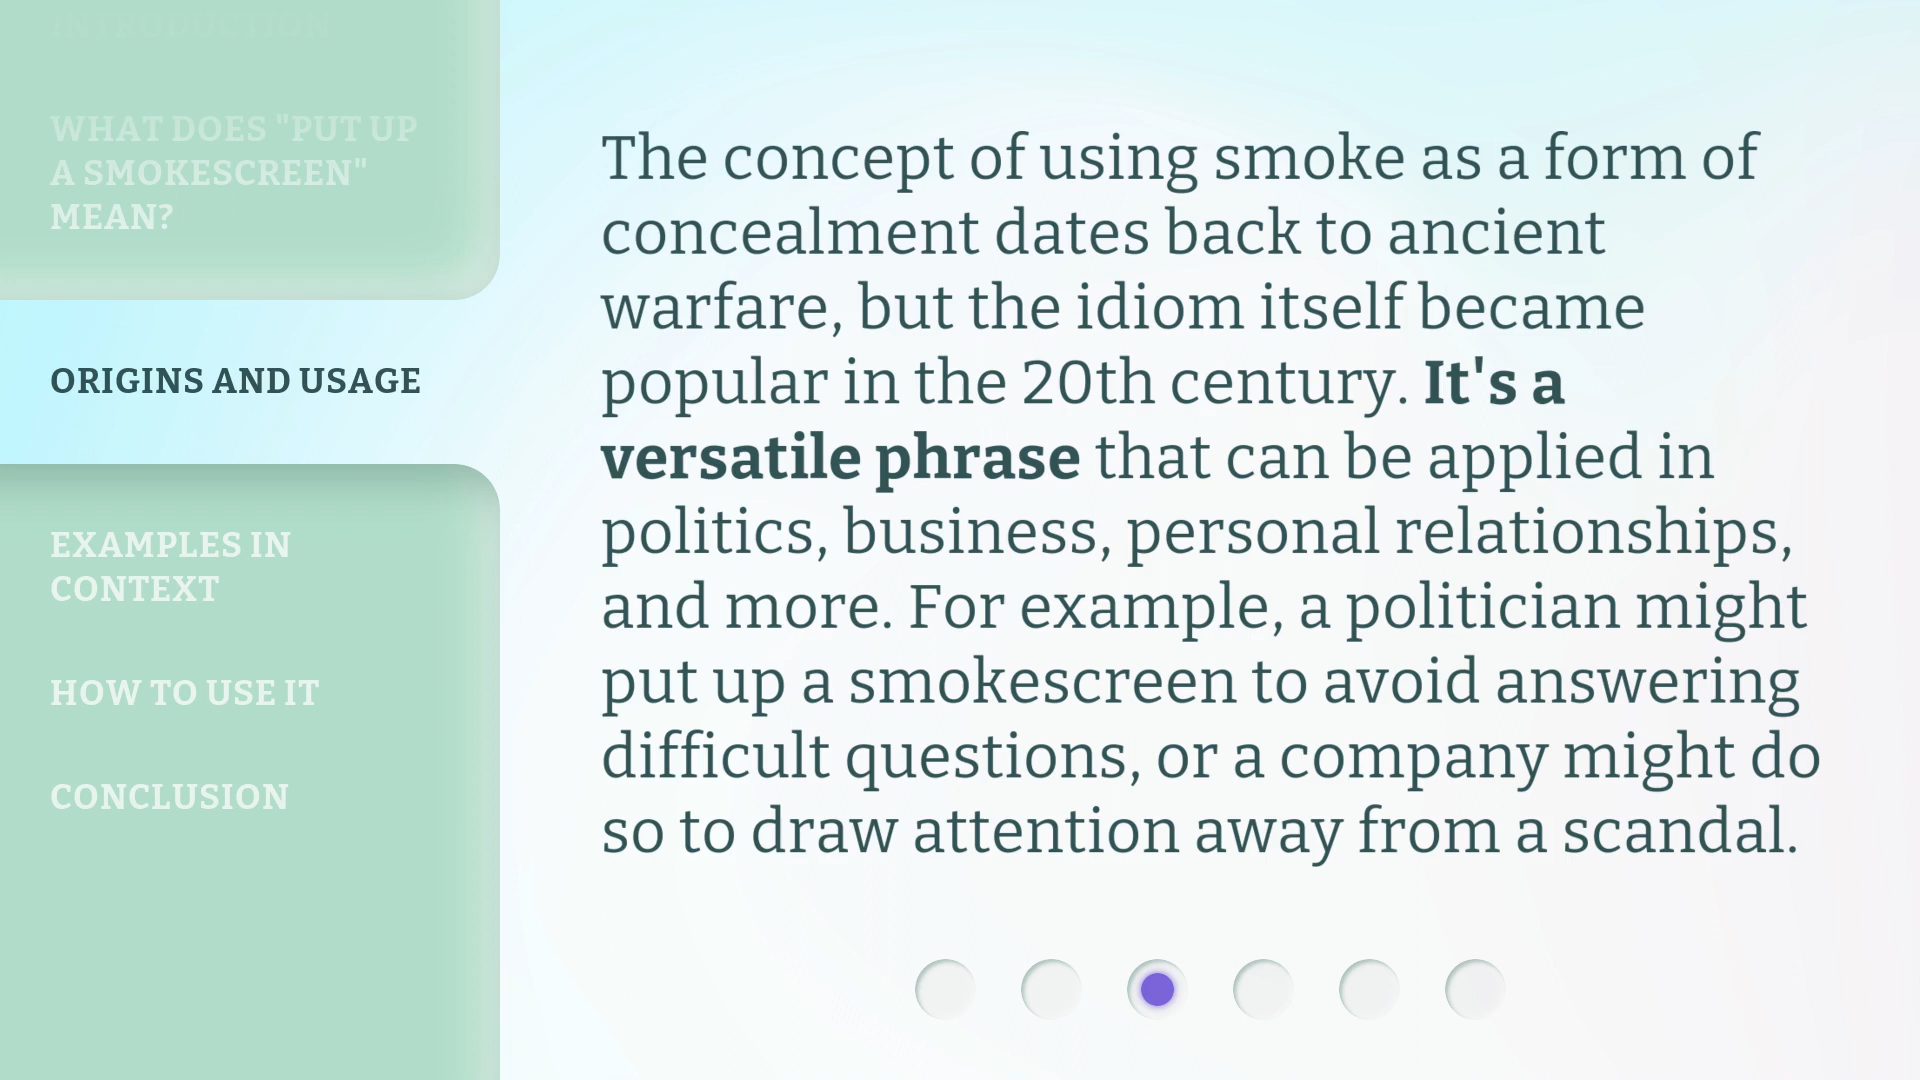 INTRODUCTION
WHAT DOES "PUT UP
A SMOKESCREEN"
MEAN?
ORIGINS AND USAGE
EXAMPLES IN
CONTEXT
HOW TO USE IT
CONCLUSION
The concept of using smoke as a form of
concealment dates back to ancient
warfare, but the idiom itself became
popular in the 20th century. It's a
versatile phrase that can be applied in
politics, business, personal relationships,
and more. For example, a politician might
put up a smokescreen to avoid answering
difficult questions, or a company might do
so to draw attention away from a scandal.